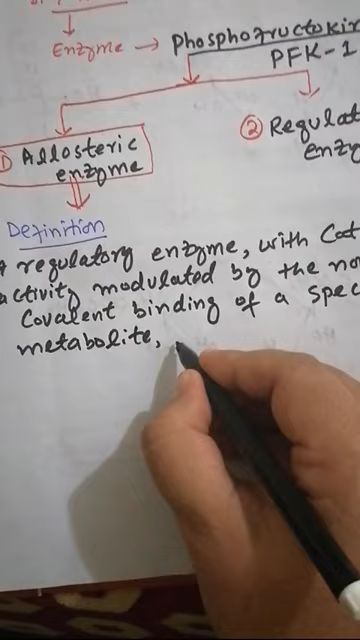 Enzyme → Phosphofructokin
PFK-1
① Allosteric
enzyme
② Regulat
enzy
Definition
A regulatory enzyme, with Cat
activity modulated by the non
Covalent binding of a spec
metabolite,